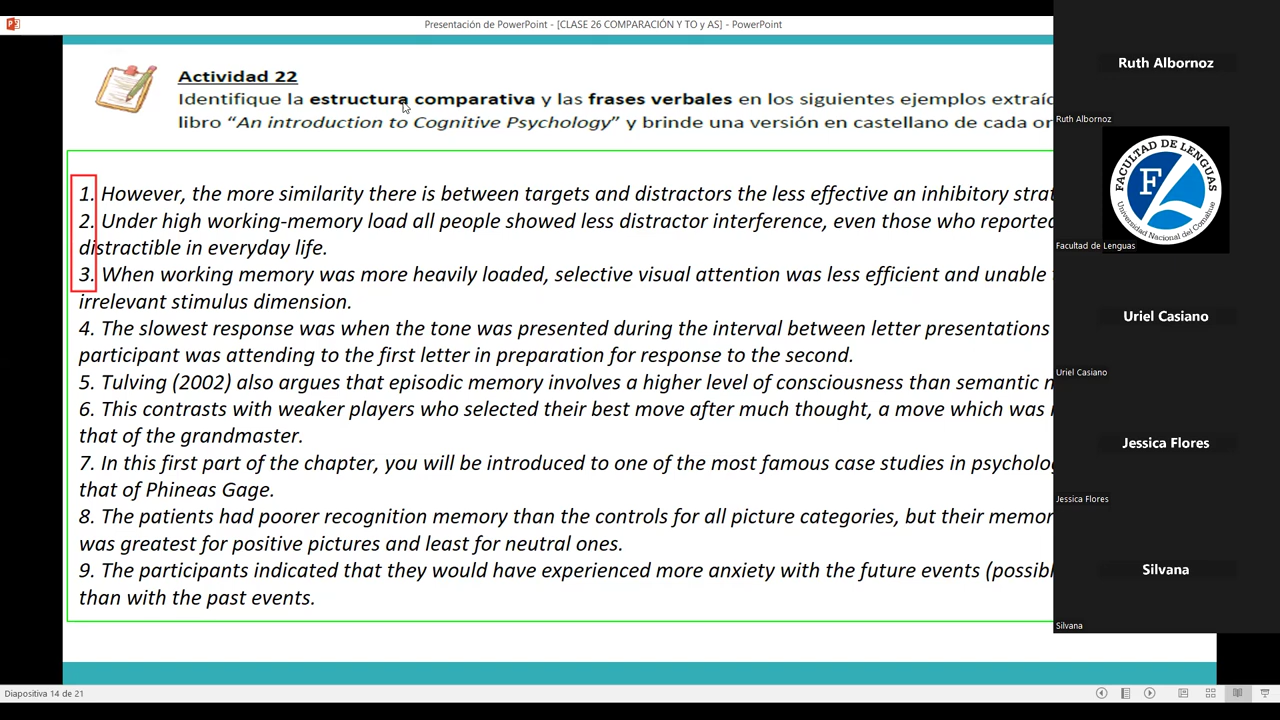 Presentación de PowerPoint - [CLASE 26 COMPARACIÓN Y TO y AS] - PowerPoint
Actividad 22
Identifique la estructura comparativa y las frases verbales en los siguientes ejemplos extraíd
libro “An introduction to Cognitive Psychology” y brinde una versión en castellano de cada or
1. However, the more similarity there is between targets and distractors the less effective an inhibitory strat
2. Under high working-memory load all people showed less distractor interference, even those who reported
distractible in everyday life.
3. When working memory was more heavily loaded, selective visual attention was less efficient and unable
irrelevant stimulus dimension.
4. The slowest response was when the tone was presented during the interval between letter presentations
participant was attending to the first letter in preparation for response to the second.
5. Tulving (2002) also argues that episodic memory involves a higher level of consciousness than semantic
6. This contrasts with weaker players who selected their best move after much thought, a move which was
that of the grandmaster.
7. In this first part of the chapter, you will be introduced to one of the most famous case studies in psycholog
that of Phineas Gage.
8. The patients had poorer recognition memory than the controls for all picture categories, but their memor
was greatest for positive pictures and least for neutral ones.
9. The participants indicated that they would have experienced more anxiety with the future events (possibl
than with the past events.
Ruth Albornoz
Ruth Albornoz
FACULTAD DE LENGUAS
FL
Universidad Nacional del Comahue
Facultad de Lenguas
Uriel Casiano
Uriel Casiano
Jessica Flores
Jessica Flores
Silvana
Silvana
Diapositiva 14 de 21